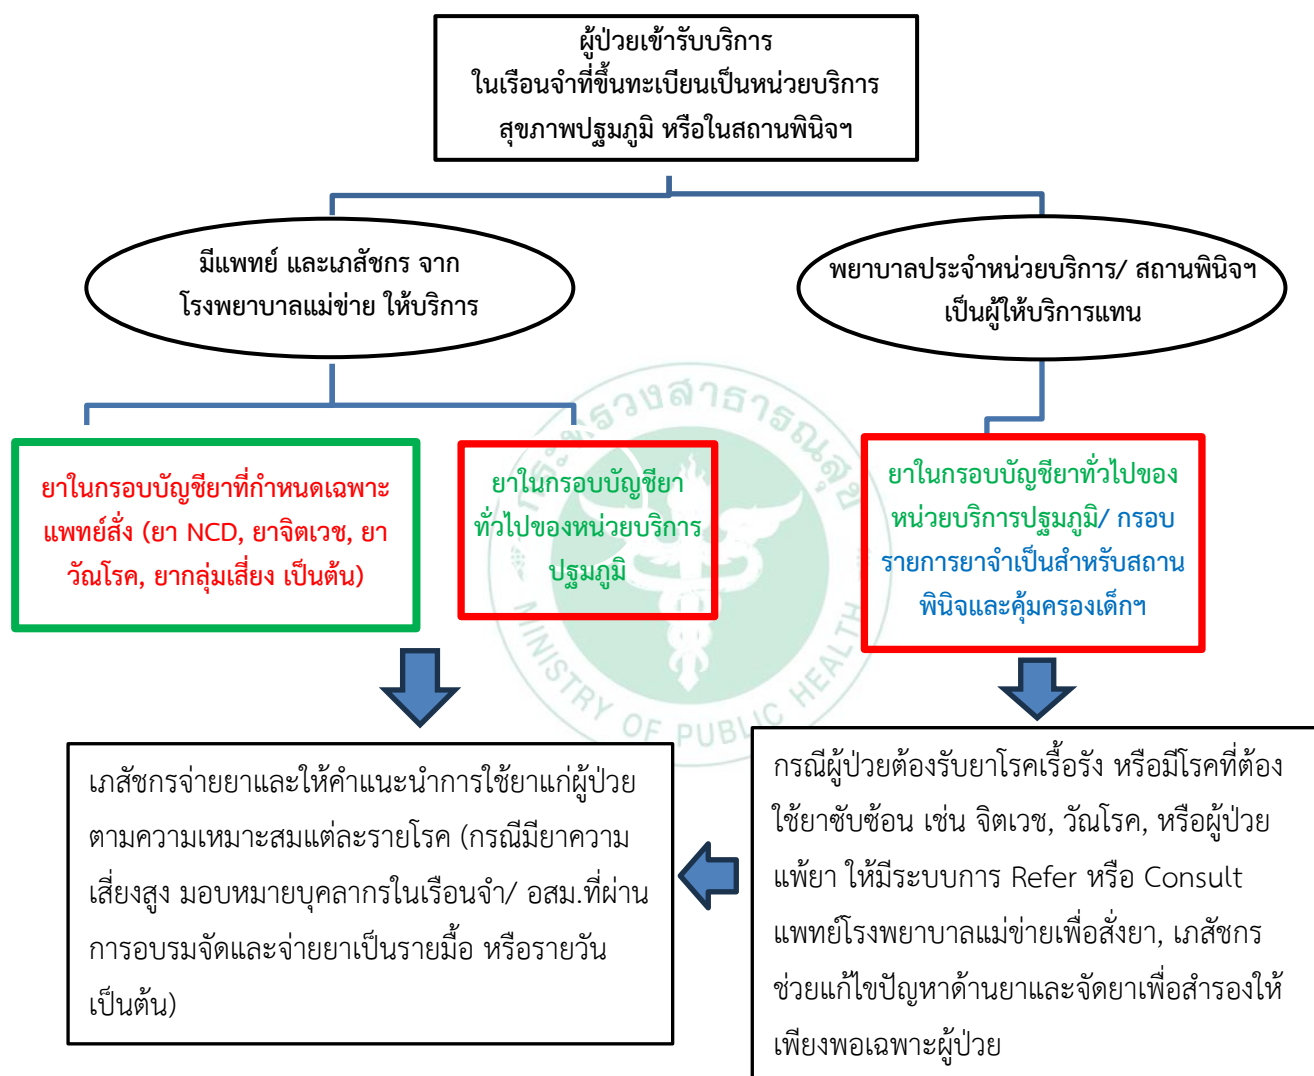 ผู้ป่วยเข้ารับบริการ
ในเรือนจำที่ขึ้นทะเบียนเป็นหน่วยบริการ
สุขภาพปฐมภูมิ หรือในสถานพินิจฯ
มีแพทย์ และเภสัชกร จาก
โรงพยาบาลแม่ข่าย ให้บริการ
พยาบาลประจำหน่วยบริการ/ สถานพินิจฯ
เป็นผู้ให้บริการแทน
ยาในกรอบบัญชียาที่กำหนดเฉพาะ
แพทย์สั่ง (ยา NCD, ยาจิตเวช, ยา
วัณโรค, ยากลุ่มเสี่ยง เป็นต้น)
ยาในกรอบบัญชียา
ทั่วไปของหน่วยบริการ
ปฐมภูมิ
ยาในกรอบบัญชียาทั่วไปของ
หน่วยบริการปฐมภูมิ/ กรอบ
รายการยาจำเป็นสำหรับสถาน
พินิจและคุ้มครองเด็กฯ
กระทรวงสาธารณสุข
MINISTRY OF PUBLIC HEALTH
เภสัชกรจ่ายยาและให้คำแนะนำการใช้ยาแก่ผู้ป่วย
ตามความเหมาะสมแต่ละรายโรค (กรณีมียาความ
เสี่ยงสูง มอบหมายบุคลากรในเรือนจำ/ อสม.ที่ผ่าน
การอบรมจัดและจ่ายยาเป็นรายมื้อ หรือรายวัน
เป็นต้น)
กรณีผู้ป่วยต้องรับยาโรคเรื้อรัง หรือมีโรคที่ต้อง
ใช้ยาซับซ้อน เช่น จิตเวช, วัณโรค, หรือผู้ป่วย
แพ้ยา ให้มีระบบการ Refer หรือ Consult
แพทย์โรงพยาบาลแม่ข่ายเพื่อสั่งยา, เภสัชกร
ช่วยแก้ไขปัญหาด้านยาและจัดยาเพื่อสำรองให้
เพียงพอเฉพาะผู้ป่วย